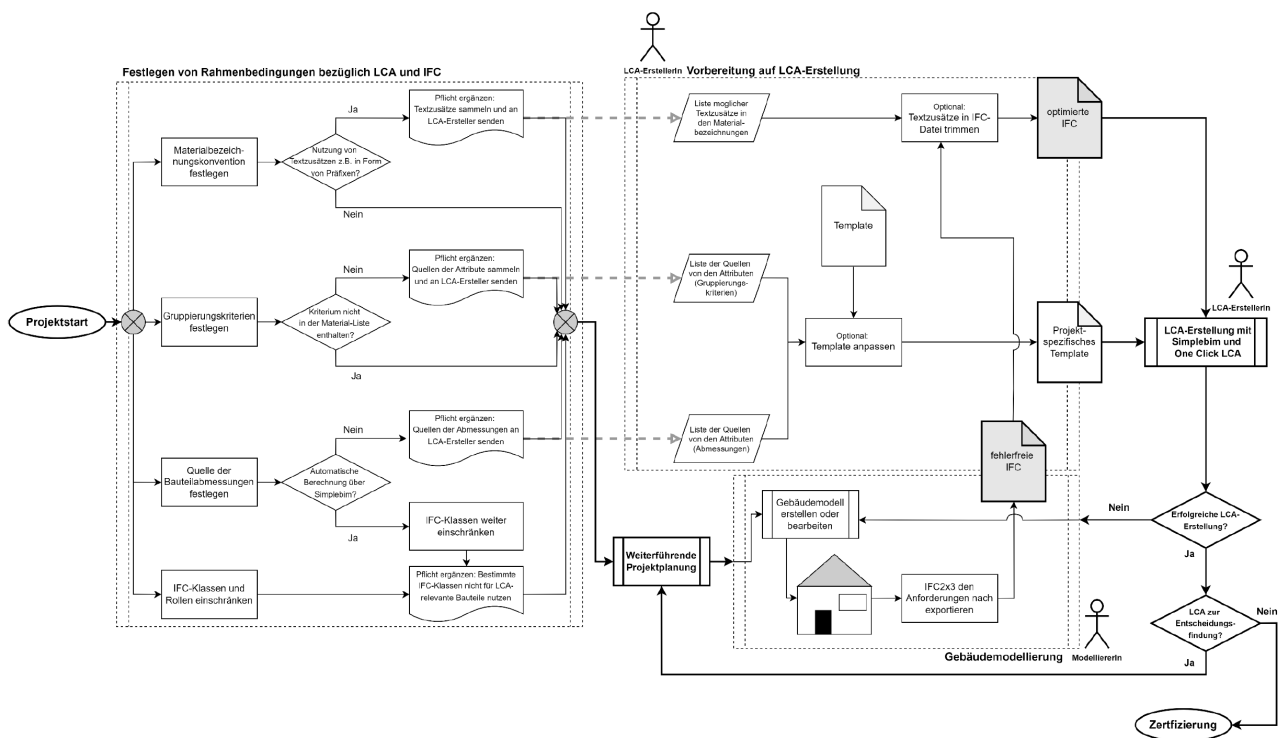 LCA-ErstellerIn
Festlegen von Rahmenbedingungen bezüglich LCA und IFC
Vorbereitung auf LCA-Erstellung
Projektstart
Materialbezeich-
nungskonvention
festlegen
Nutzung von
Textzusätzen z.B. in Form
von Präfixen?
Ja
Nein
Pflicht ergänzen:
Textzusätze sammeln und an
LCA-Ersteller senden
Gruppierungskriterien
festlegen
Kriterium nicht
in der Material-Liste
enthalten?
Nein
Ja
Pflicht ergänzen:
Quellen der Attribute sammeln
und an LCA-Ersteller senden
Quelle der
Bauteilabmessungen
festlegen
Automatische
Berechnung über
Simplebim?
Nein
Ja
Pflicht ergänzen:
Quellen der Abmessungen an
LCA-Ersteller senden
IFC-Klassen weiter
einschränken
IFC-Klassen und
Rollen einschränken
Pflicht ergänzen: Bestimmte
IFC-Klassen nicht für LCA-
relevante Bauteile nutzen
Liste moglicher
Textzusätze in
den Material-
bezeichnungen
Optional:
Textzusätze in IFC-
Datei trimmen
optimierte
IFC
Template
Liste der Quellen
von den Attributen
(Gruppierungs-
kriterien)
Optional:
Template anpassen
Projekt-
spezifisches
Template
Liste der Quellen
von den Attributen
(Abmessungen)
fehlerfreie
IFC
LCA-ErstellerIn
LCA-Erstellung mit
Simplebim und
One Click LCA
Weiterführende
Projektplanung
Gebäudemodell
erstellen oder
bearbeiten
IFC2x3 den
Anforderungen nach
exportieren
Gebäudemodellierung
ModelliererIn
Erfolgreiche LCA-
Erstellung?
Nein
Ja
LCA zur
Entscheidungs-
findung?
Nein
Ja
Zertfizierung